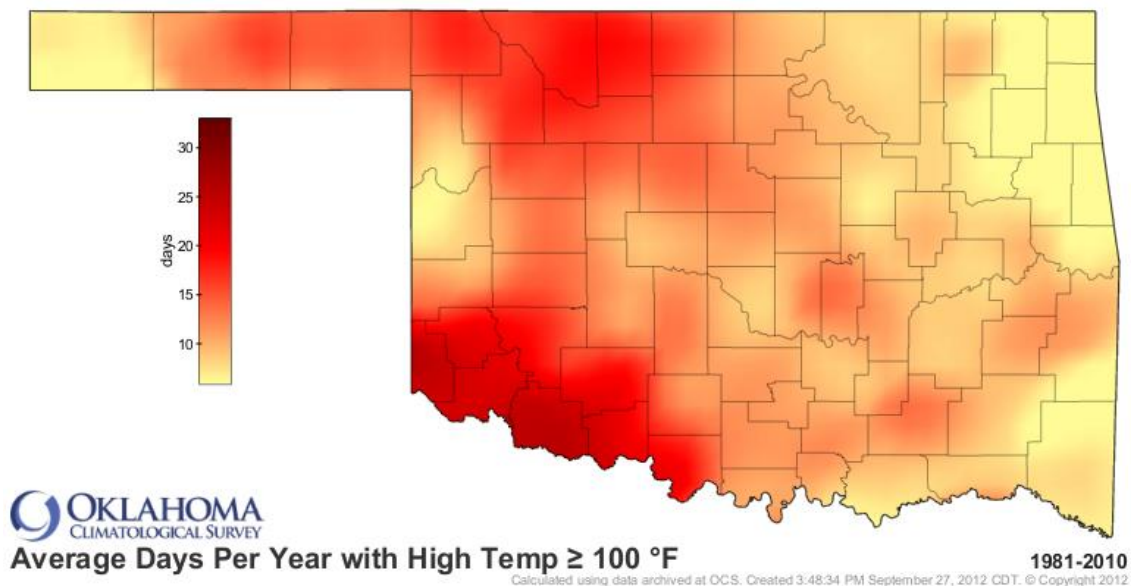 30
25
days
20
15
10
OKLAHOMA
CLIMATOLOGICAL SURVEY
Average Days Per Year with High Temp ≥ 100 °F
1981-2010
Calculated using data archived at OCS. Created 3:48:34 PM September 27, 2012 CDT. © Copyright 2012